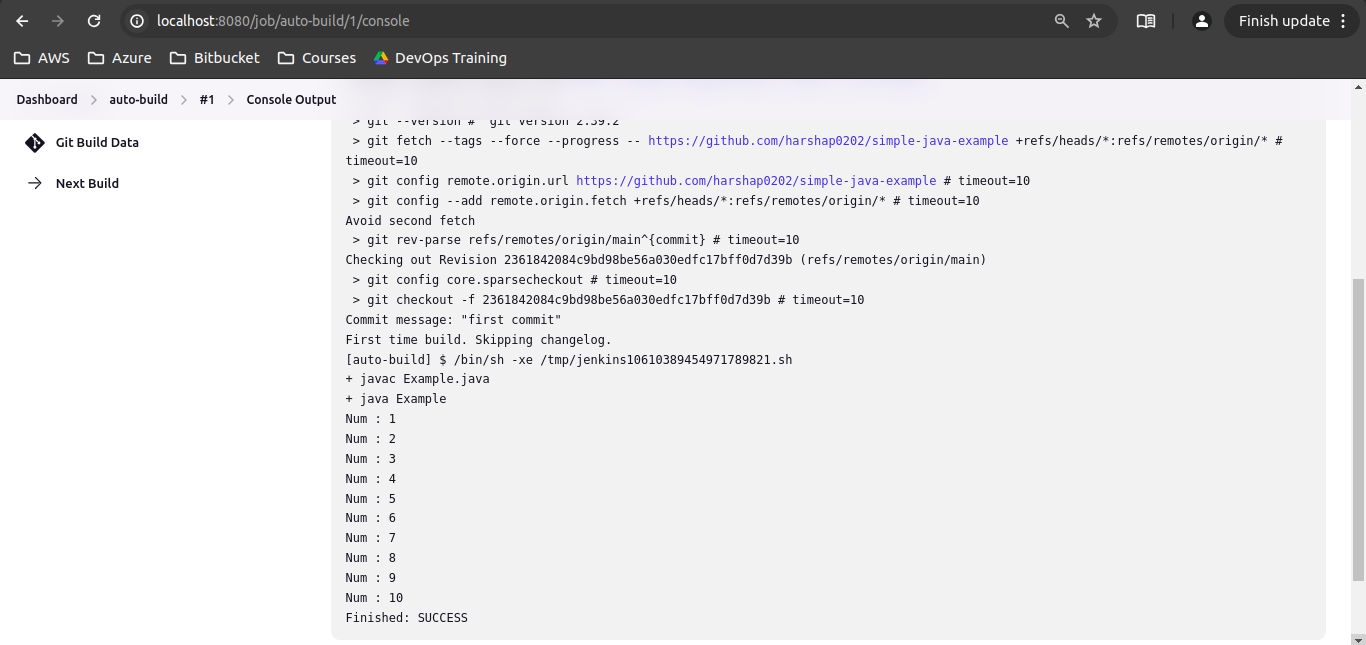 localhost:8080/job/auto-build/1/console
Finish update
AWS
Azure
Bitbucket
Courses
DevOps Training
Dashboard
auto-build
#1
Console Output
Git Build Data
Next Build
> git --version # 'git version 2.39.2'
> git fetch --tags --force --progress -- https://github.com/harshap0202/simple-java-example +refs/heads/*:refs/remotes/origin/* #
timeout=10
> git config remote.origin.url https://github.com/harshap0202/simple-java-example # timeout=10
> git config --add remote.origin.fetch +refs/heads/*:refs/remotes/origin/* # timeout=10
Avoid second fetch
> git rev-parse refs/remotes/origin/main^{commit} # timeout=10
Checking out Revision 2361842084c9bd98be56a030edfc17bff0d7d39b (refs/remotes/origin/main)
> git config core.sparsecheckout # timeout=10
> git checkout -f 2361842084c9bd98be56a030edfc17bff0d7d39b # timeout=10
Commit message: "first commit"
First time build. Skipping changelog.
[auto-build] $ /bin/sh -xe /tmp/jenkins10610389454971789821.sh
+ javac Example.java
+ java Example
Num : 1
Num : 2
Num : 3
Num : 4
Num : 5
Num : 6
Num : 7
Num : 8
Num : 9
Num : 10
Finished: SUCCESS